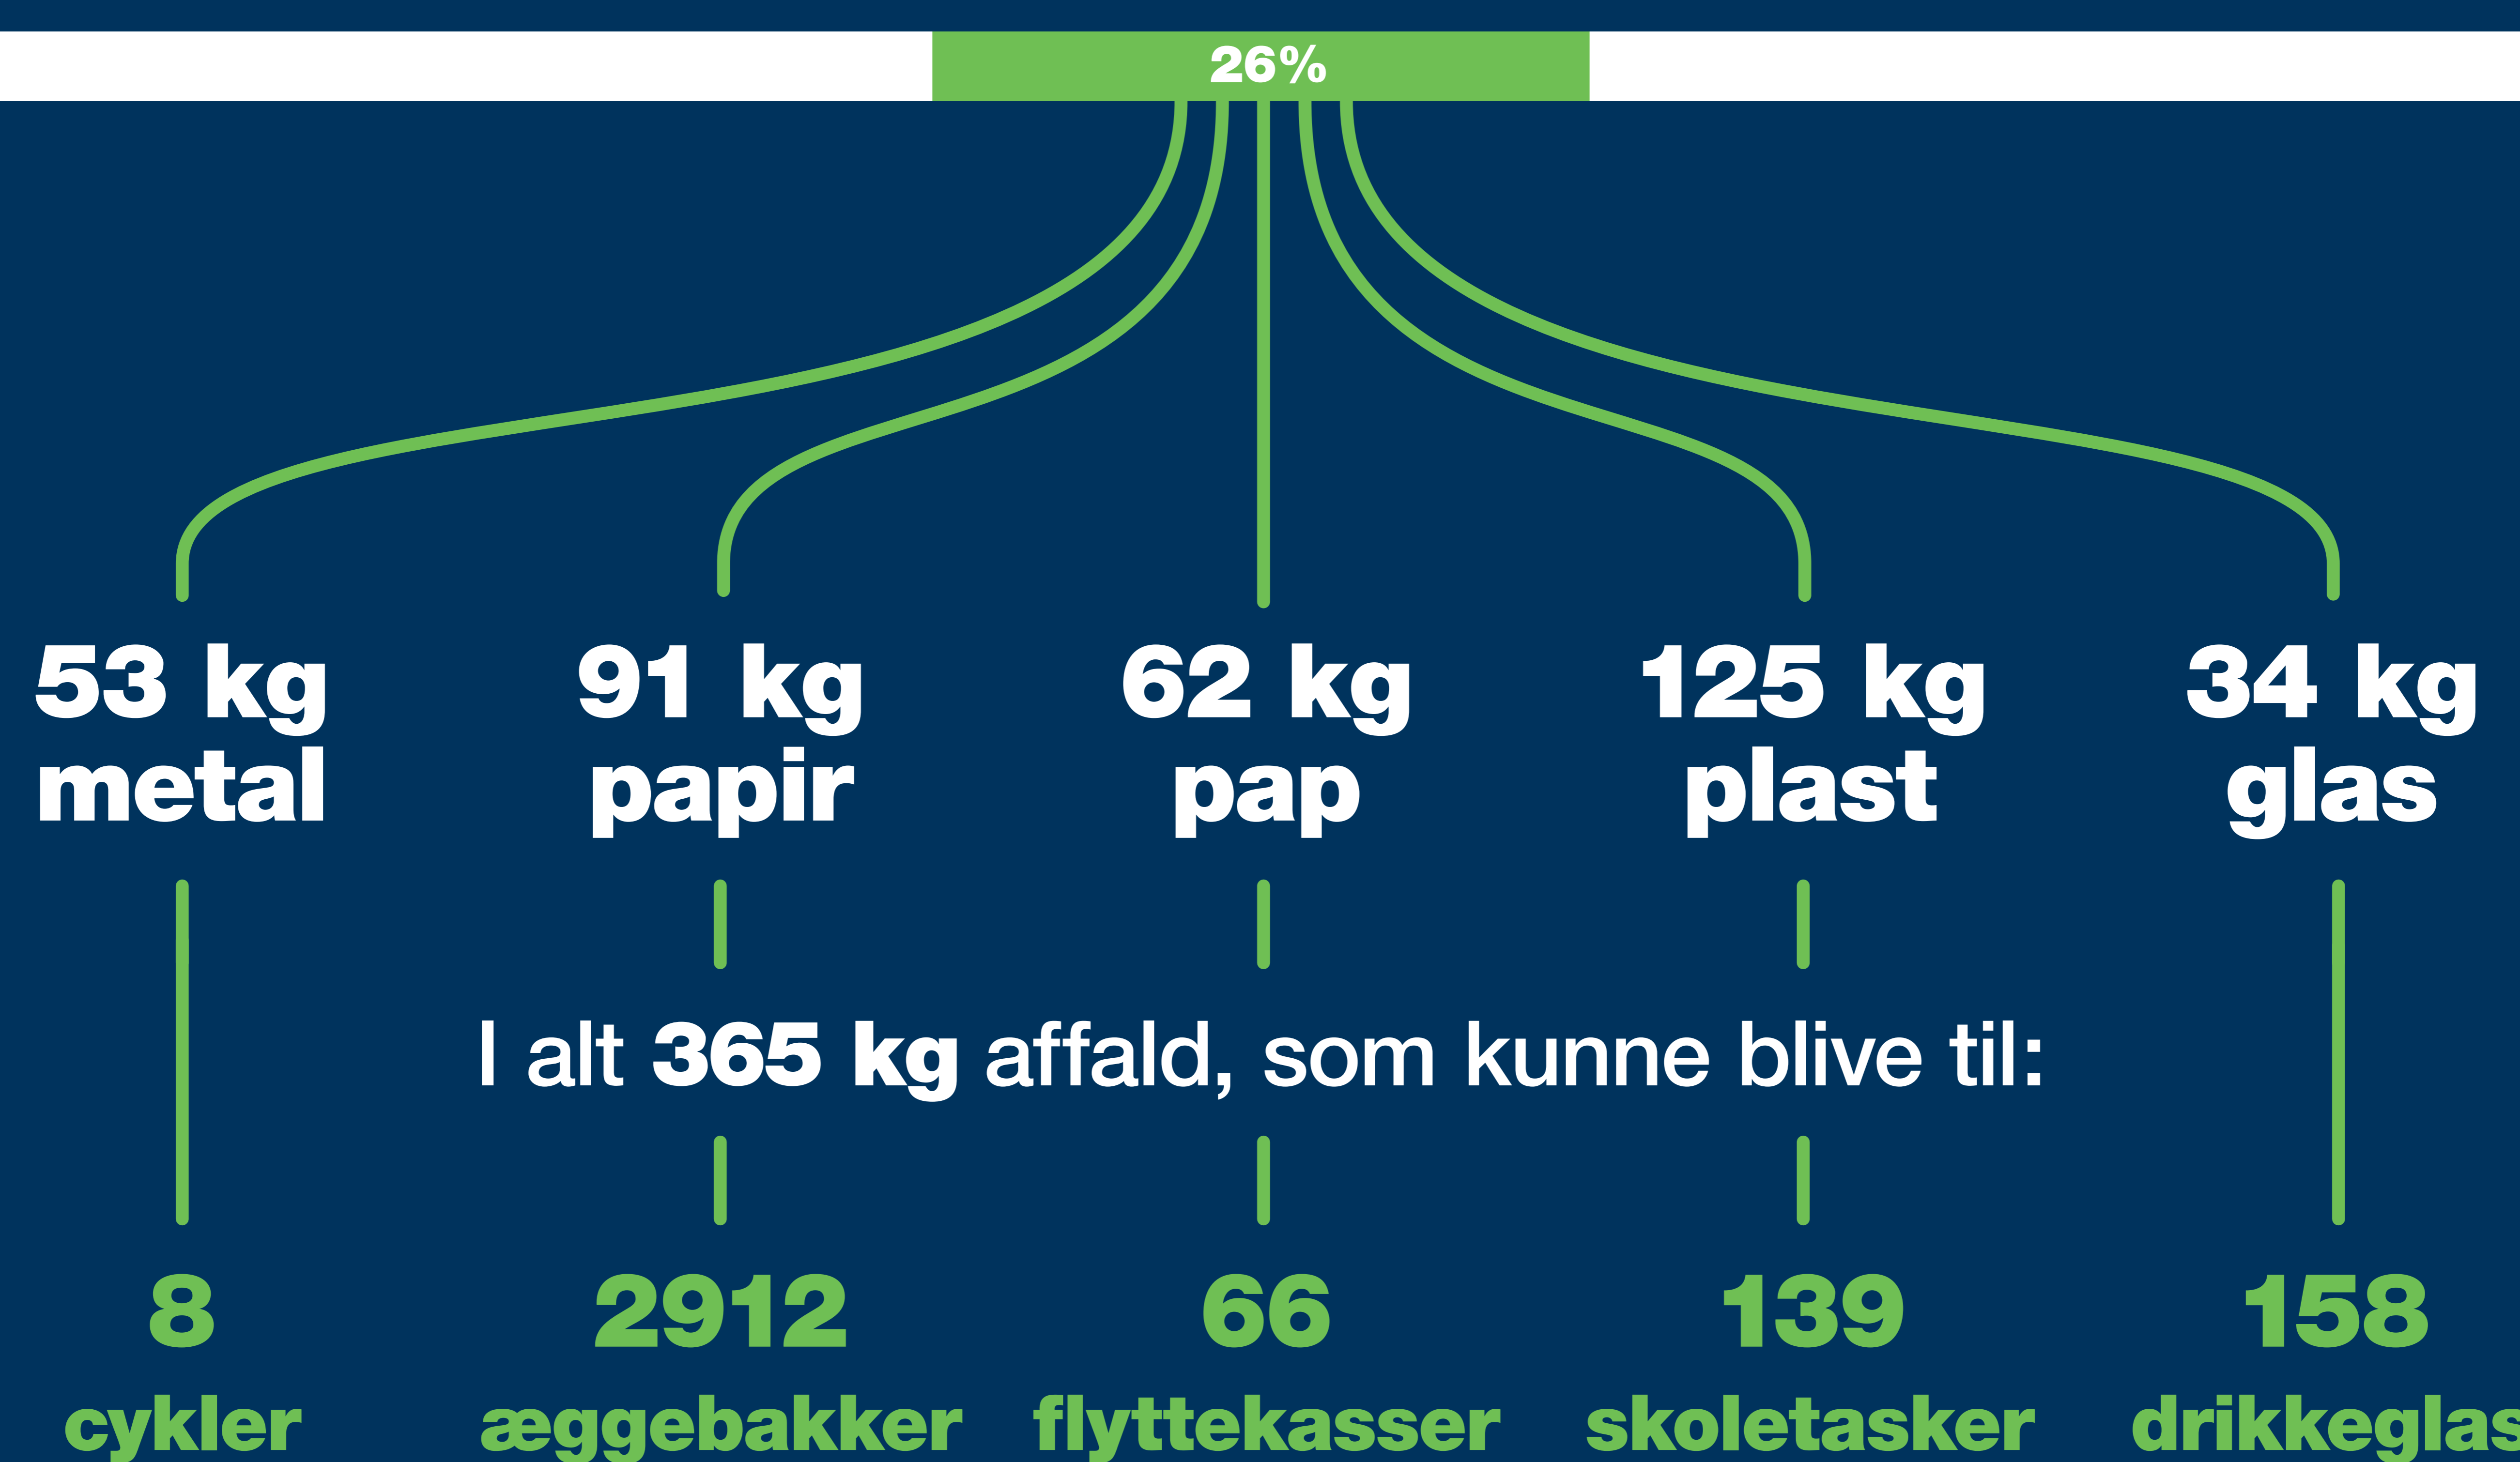 26%
53 kg
metal
91 kg
papir
62 kg
pap
125 kg
plast
34 kg
glas
I alt 365 kg affald, som kunne blive til:
8
cykler
2912
æggebakker
66
flyttekasser
139
skoletasker
158
drikkeglas